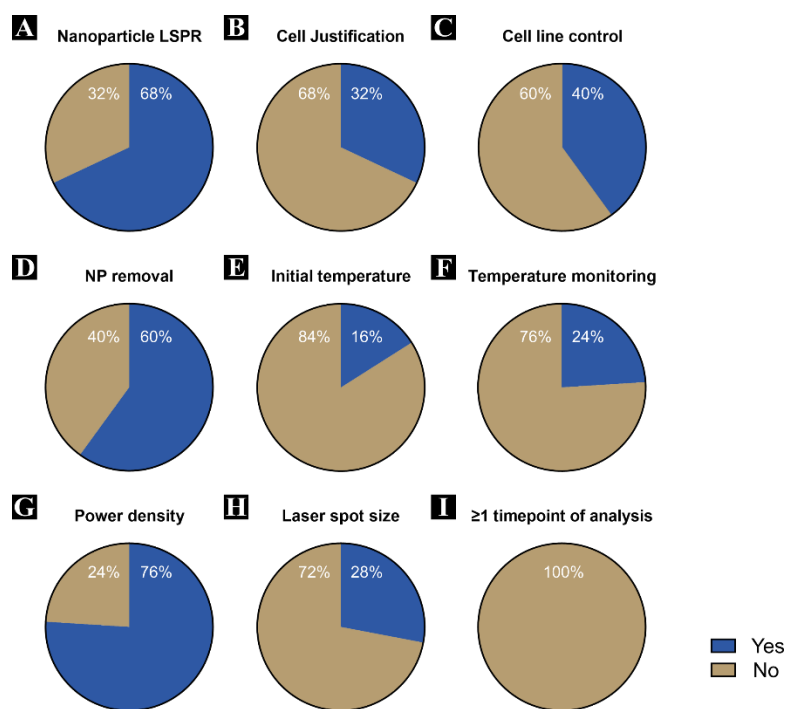 A Nanoparticle LSPR
B Cell Justification
C Cell line control
32% 68%
68% 32%
60% 40%
D NP removal
E Initial temperature
F Temperature monitoring
40% 60%
84% 16%
76% 24%
G Power density
H Laser spot size
I ≥1 timepoint of analysis
24% 76%
72% 28%
100%
Yes
No